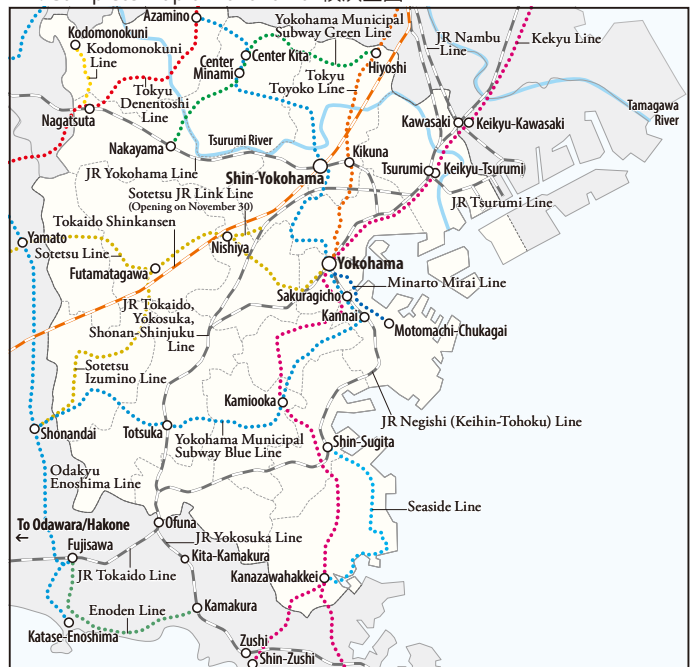 Azamino
Yokohama Municipal
Subway Green Line
Kodomonokuni
Kodomonokuni
Line
Center Kita
Center
Minami
Hiyoshi
JR Nambu
Line
Kekyu Line
Tokyu
Toyoko Line
Tokyu
Denentoshi
Line
Nagatsuta
Tamagawa
River
Kawasaki
Keikyu-Kawasaki
Tsurumi River
Nakayama
Kikuna
Shin-Yokohama
Tsurumi
Keikyu-Tsurumi
JR Yokohama Line
Sotetsu JR Link Line
(Opening on November 30)
JR Tsurumi Line
Tokaido Shinkansen
Yamato
Sotetsu Line
Nishiya
Futamatagawa
Yokohama
Minarto Mirai Line
Sakuragicho
Kannai
Motomachi-Chukagai
JR Tokaido,
Yokosuka,
Shonan-Shinjuku
Line
Sotetsu
Izumino Line
Kamiooka
JR Negishi (Keihin-Tohoku) Line
Shonandai
Totsuka
Yokohama Municipal
Subway Blue Line
Shin-Sugita
Odakyu
Enoshima Line
Seaside Line
To Odawara/Hakone
←
Ofuna
JR Yokosuka Line
Fujisawa
Kita-Kamakura
JR Tokaido Line
Kanazawahakkei
Enoden Line
Kamakura
Katase-Enoshima
Zushi
Shin-Zushi